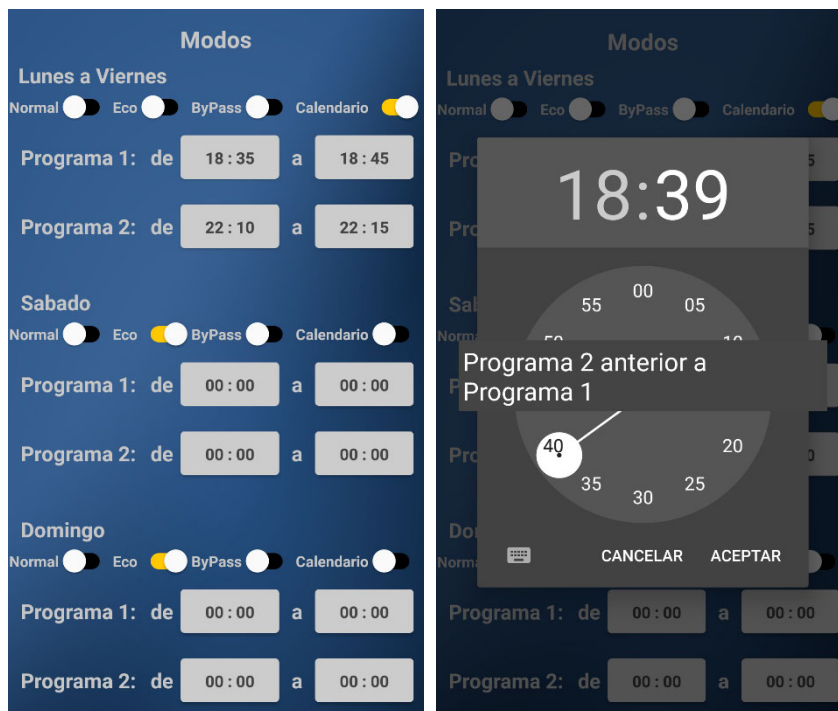 Modos
Lunes a Viernes
Normal Eco ByPass Calendario
Programa 1: de 18:35 a 18:45
Programa 2: de 22:10 a 22:15
Sabado
Normal Eco ByPass Calendario
Programa 1: de 00:00 a 00:00
Programa 2: de 00:00 a 00:00
Domingo
Normal Eco ByPass Calendario
Programa 1: de 00:00 a 00:00
Programa 2: de 00:00 a 00:00
Modos
Lunes a Viernes
Normal Eco ByPass Calendario
18:39
00
55 05
Programa 2 anterior a
Programa 1
40 20
35 25
30
CANCELAR ACEPTAR
Programa 1: de 00:00 a 00:00
Programa 2: de 00:00 a 00:00